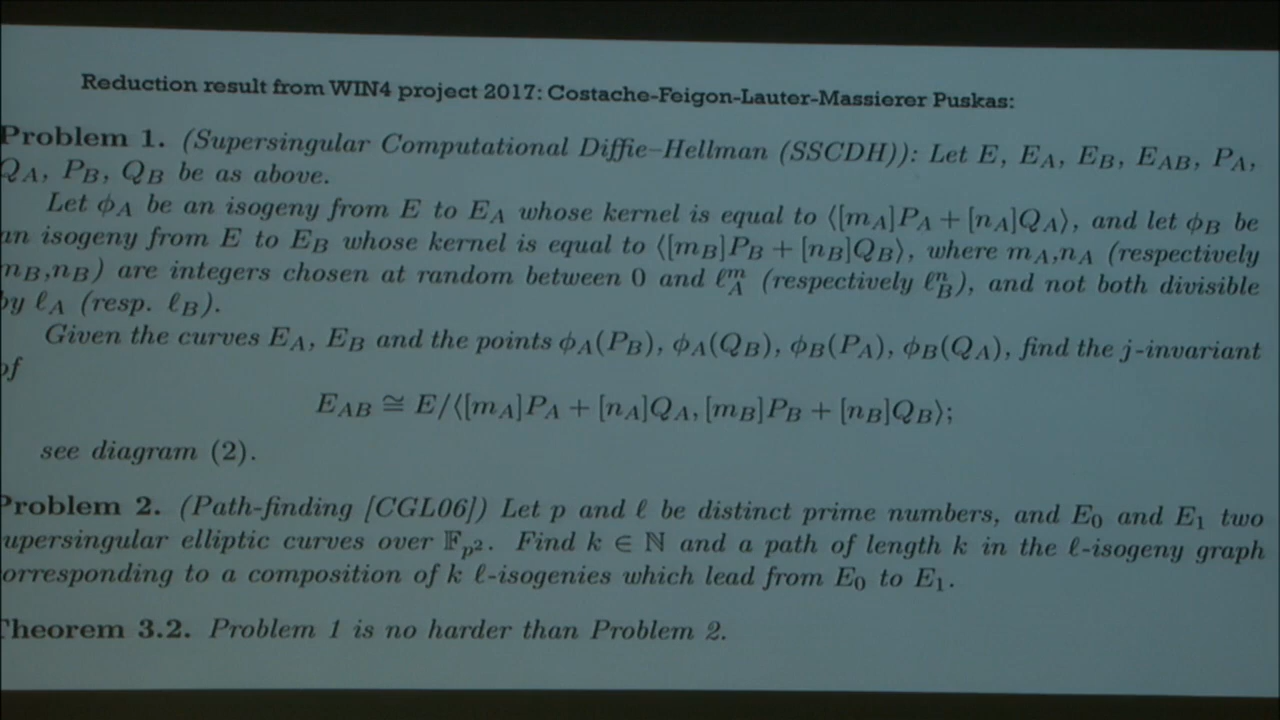 Reduction result from WIN4 project 2017: Costache-Feigon-Lauter-Massierer Puskas:
Problem 1. (Supersingular Computational Diffie–Hellman (SSCDH)): Let E, E_A, E_B, E_{AB}, P_A,
Q_A, P_B, Q_B be as above.
Let ϕ_A be an isogeny from E to E_A whose kernel is equal to ⟨[m_A]P_A + [n_A]Q_A⟩, and let ϕ_B be
an isogeny from E to E_B whose kernel is equal to ⟨[m_B]P_B + [n_B]Q_B⟩, where m_A,n_A (respectively
m_B,n_B) are integers chosen at random between 0 and ℓ_A^m (respectively ℓ_B^n), and not both divisible
by ℓ_A (resp. ℓ_B).
Given the curves E_A, E_B and the points ϕ_A(P_B), ϕ_A(Q_B), ϕ_B(P_A), ϕ_B(Q_A), find the j-invariant
of
E_{AB} ≅ E/⟨[m_A]P_A + [n_A]Q_A, [m_B]P_B + [n_B]Q_B⟩;
see diagram (2).
Problem 2. (Path-finding [CGL06]) Let p and ℓ be distinct prime numbers, and E_0 and E_1 two
upersingular elliptic curves over 𝔽_{p^2}. Find k ∈ ℕ and a path of length k in the ℓ-isogeny graph
orresponding to a composition of k ℓ-isogenies which lead from E_0 to E_1.
Theorem 3.2. Problem 1 is no harder than Problem 2.